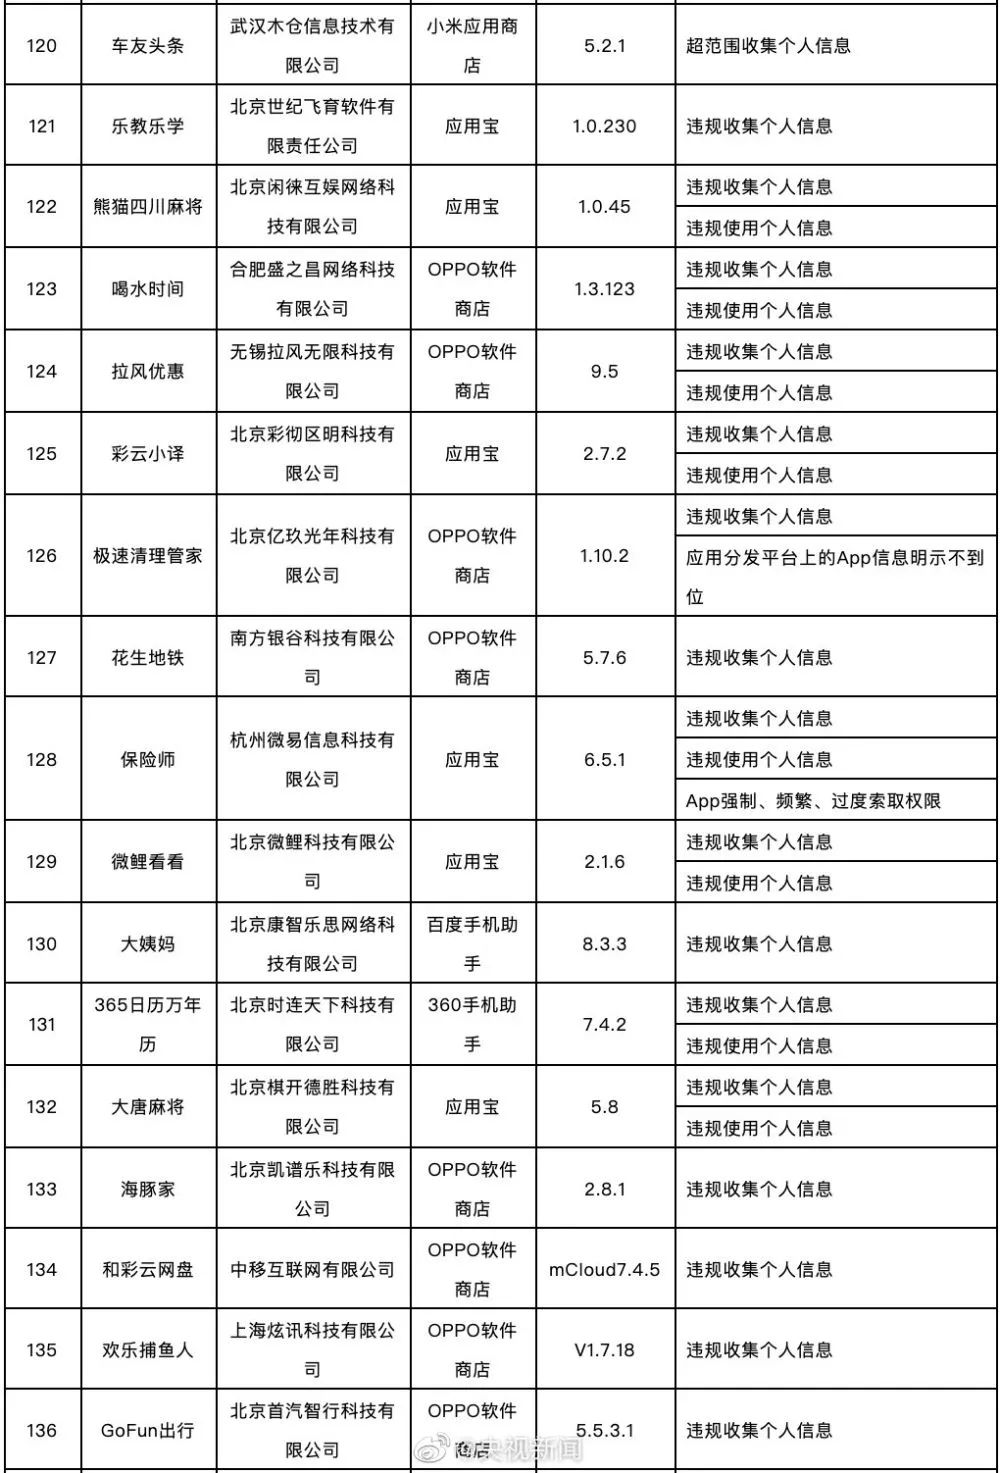 120
车友头条
武汉木仓信息技术有
限公司
小米应用商
店
5.2.1
超范围收集个人信息
121
乐教乐学
北京世纪飞育软件有
限责任公司
应用宝
1.0.230
违规收集个人信息
122
熊猫四川麻将
北京闲徕互娱网络科
技有限公司
应用宝
1.0.45
违规收集个人信息
违规使用个人信息
123
喝水时间
合肥盛之昌网络科技
有限公司
OPPO软件
商店
1.3.123
违规收集个人信息
违规使用个人信息
124
拉风优惠
无锡拉风无限科技有
限公司
OPPO软件
商店
9.5
违规收集个人信息
违规使用个人信息
125
彩云小译
北京彩彻区明科技有
限公司
应用宝
2.7.2
违规收集个人信息
违规使用个人信息
126
极速清理管家
北京亿玖光年科技有
限公司
OPPO软件
商店
1.10.2
违规收集个人信息
应用分发平台上的App信息明示不到
位
127
花生地铁
南方银谷科技有限公
司
OPPO软件
商店
5.7.6
违规收集个人信息
128
保险师
杭州微易信息科技有
限公司
应用宝
6.5.1
违规收集个人信息
违规使用个人信息
App强制、频繁、过度索取权限
129
微鲤看看
北京微鲤科技有限公
司
应用宝
2.1.6
违规收集个人信息
违规使用个人信息
130
大姨妈
北京康智乐思网络科
技有限公司
百度手机助
手
8.3.3
违规收集个人信息
131
365日历万年
历
北京时连天下科技有
限公司
360手机助
手
7.4.2
违规收集个人信息
违规使用个人信息
132
大唐麻将
北京棋开德胜科技有
限公司
应用宝
5.8
违规收集个人信息
违规使用个人信息
133
海豚家
北京凯谱乐科技有限
公司
OPPO软件
商店
2.8.1
违规收集个人信息
134
和彩云网盘
中移互联网有限公司
OPPO软件
商店
mCloud7.4.5
违规收集个人信息
135
欢乐捕鱼人
上海炫讯科技有限公
司
OPPO软件
商店
V1.7.18
违规收集个人信息
136
GoFun出行
北京首汽智行科技有
限公司
OPPO软件
商店
5.5.3.1
违规收集个人信息
@央视新闻